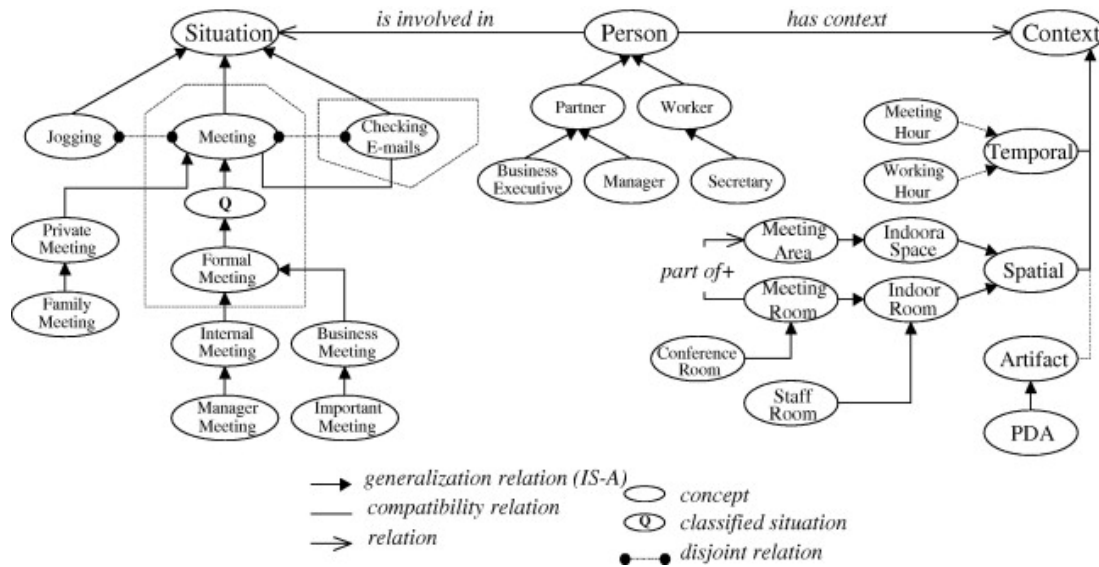 Situation
is involved in
Person
has context
Context
Jogging
Meeting
Checking
E-mails
Partner
Worker
Meeting
Hour
Temporal
Business
Executive
Manager
Secretary
Working
Hour
Q
Private
Meeting
Formal
Meeting
Family
Meeting
part of+
Meeting
Area
Indoora
Space
Spatial
Meeting
Room
Indoor
Room
Internal
Meeting
Business
Meeting
Conference
Room
Artifact
Manager
Meeting
Important
Meeting
Staff
Room
PDA
generalization relation (IS-A)
compatibility relation
relation
concept
Q
classified situation
disjoint relation